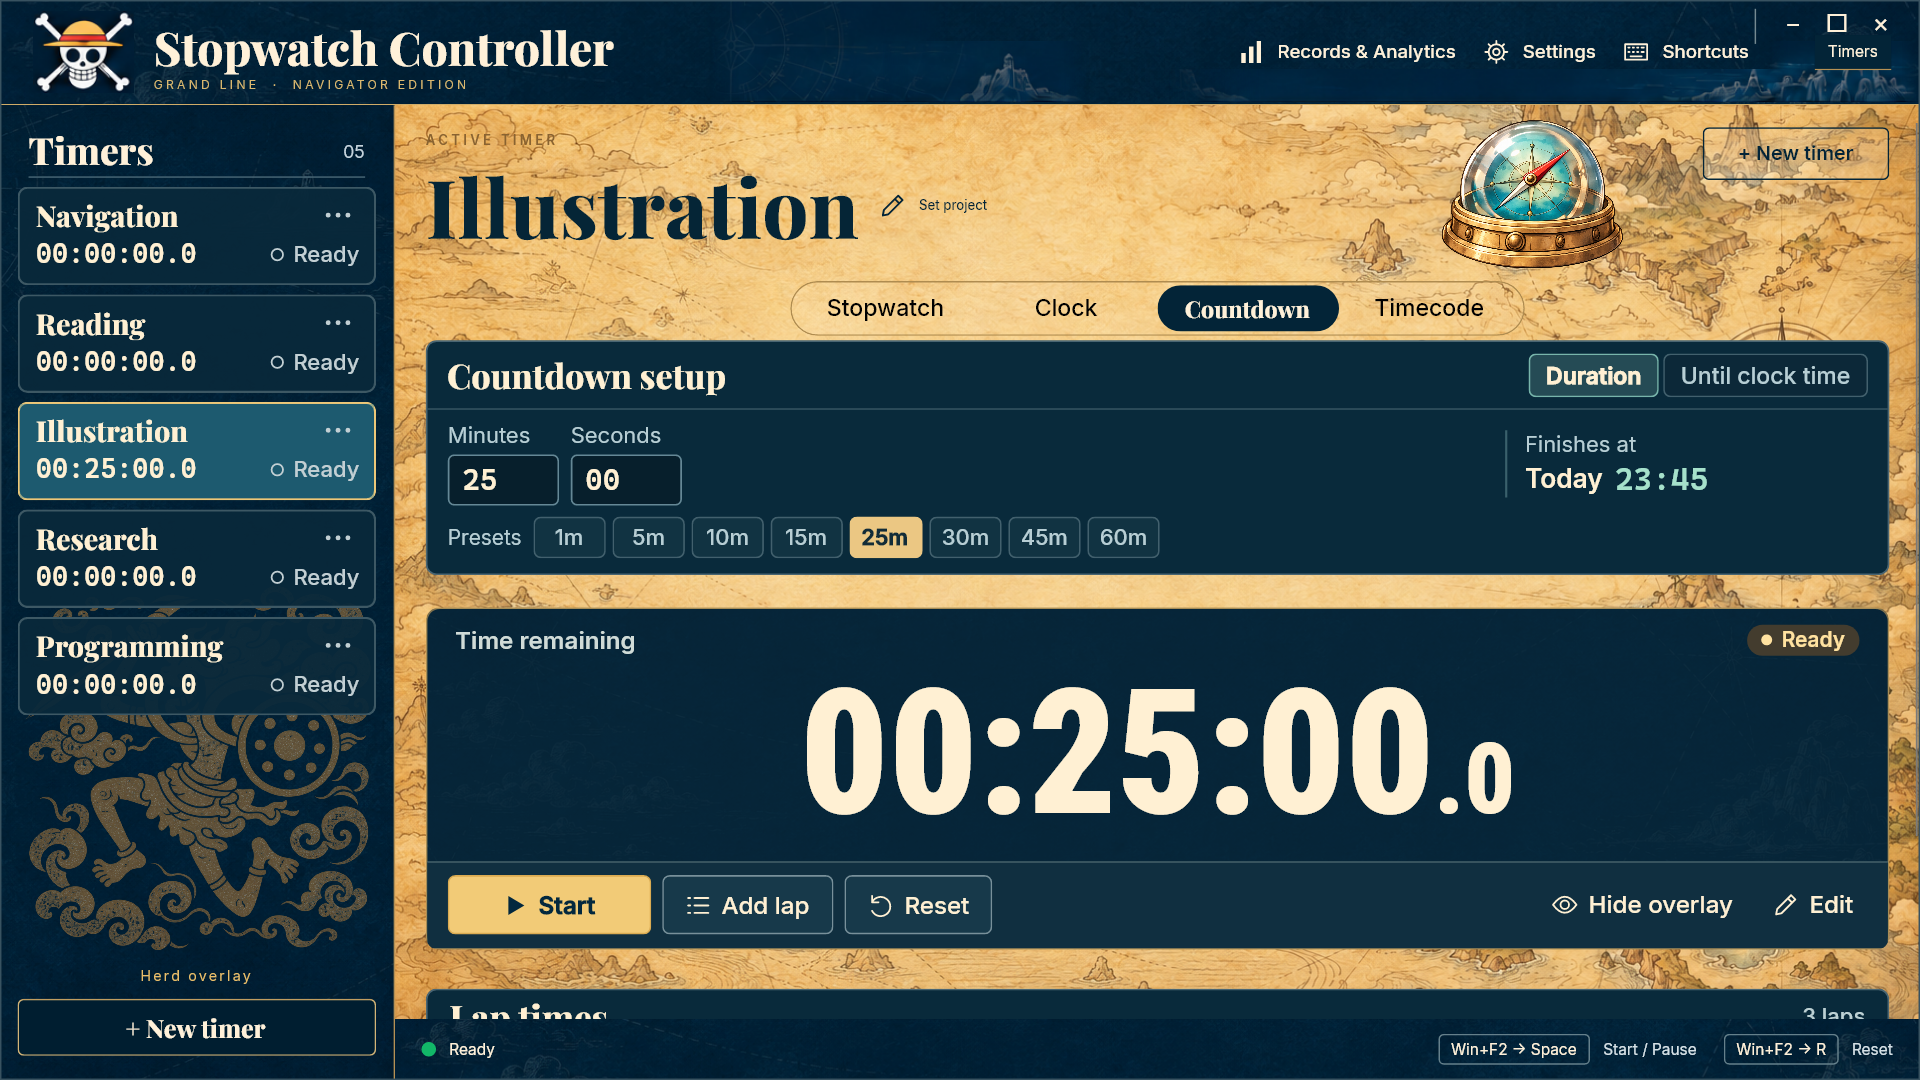 Stopwatch Controller
GRAND LINE · NAVIGATOR EDITION
Records & Analytics
Settings
Shortcuts
Timers
Timers
05
Navigation
00:00:00.0
Ready
Reading
00:00:00.0
Ready
Illustration
00:25:00.0
Ready
Research
00:00:00.0
Ready
Programming
00:00:00.0
Ready
Herd overlay
+ New timer
ACTIVE TIMER
Illustration
Set project
+ New timer
Stopwatch
Clock
Countdown
Timecode
Countdown setup
Duration
Until clock time
Minutes
Seconds
25
00
Finishes at
Today 23:45
Presets
1m
5m
10m
15m
25m
30m
45m
60m
Time remaining
Ready
00:25:00.0
Start
Add lap
Reset
Hide overlay
Edit
Lap times
3 laps
Ready
Win+F2 → Space
Start / Pause
Win+F2 → R
Reset